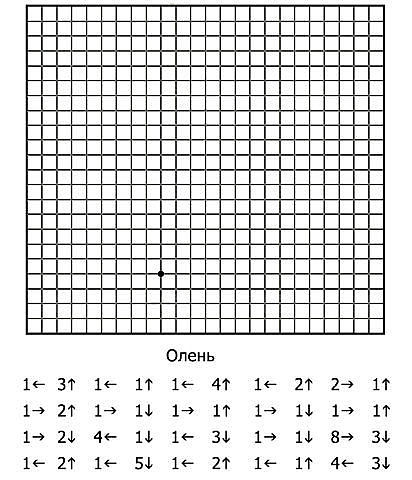 Олень
1← 3↑ 1← 1↑ 1← 4↑ 1← 2↑ 2→ 1↑
1→ 2↑ 1→ 1↓ 1→ 1↑ 1→ 1↓ 1→ 1↑
1→ 2↓ 4← 1↓ 1← 3↓ 1→ 1↓ 8→ 3↓
1← 2↑ 1← 5↓ 1← 2↑ 1← 1↑ 4← 3↓